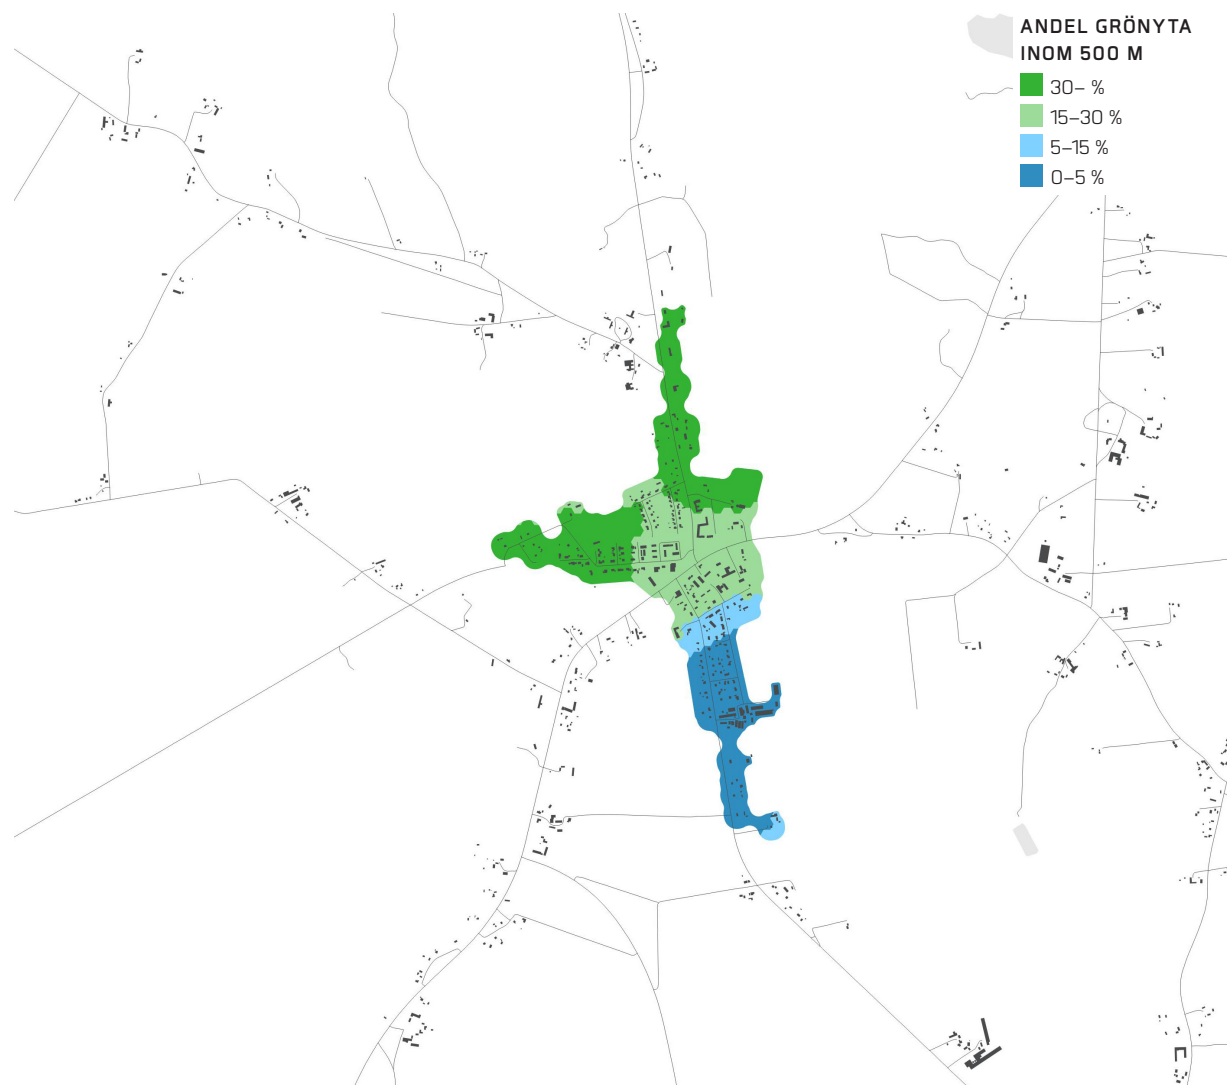 ANDEL GRÖNYTA
INOM 500 M
30– %
15–30 %
5–15 %
0–5 %